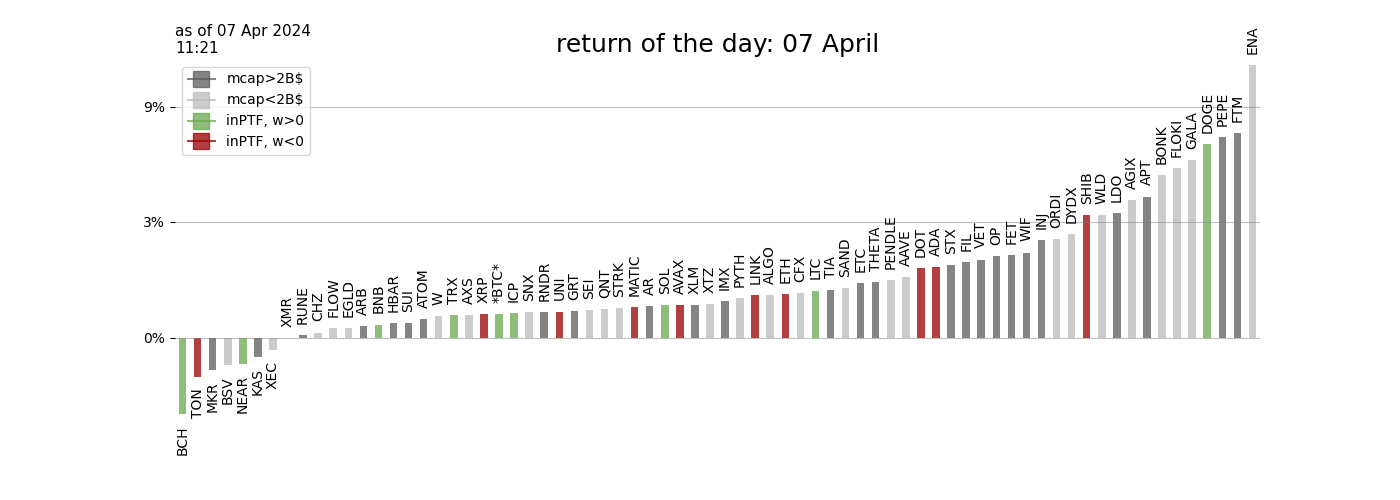 as of 07 Apr 2024
11:21
return of the day: 07 April
mcap>2B$
mcap<2B$
inPTF, w>0
inPTF, w<0
9%
3%
0%
BCH
TON
MKR
BSV
NEAR
KAS
XEC
XMR
RUNE
CHZ
FLOW
EGLD
ARB
BNB
HBAR
SUI
ATOM
W
TRX
AXS
XRP
*BTC*
ICP
SNX
RNDR
UNI
GRT
SEI
QNT
STRK
MATIC
AR
SOL
AVAX
XLM
XTZ
IMX
PYTH
LINK
ALGO
ETH
CFX
LTC
TIA
SAND
ETC
THETA
PENDLE
AAVE
DOT
ADA
STX
FIL
VET
OP
FET
WIF
INJ
ORDI
DYDX
SHIB
WLD
LDO
AGIX
APT
BONK
FLOKI
GALA
DOGE
PEPE
FTM
ENA